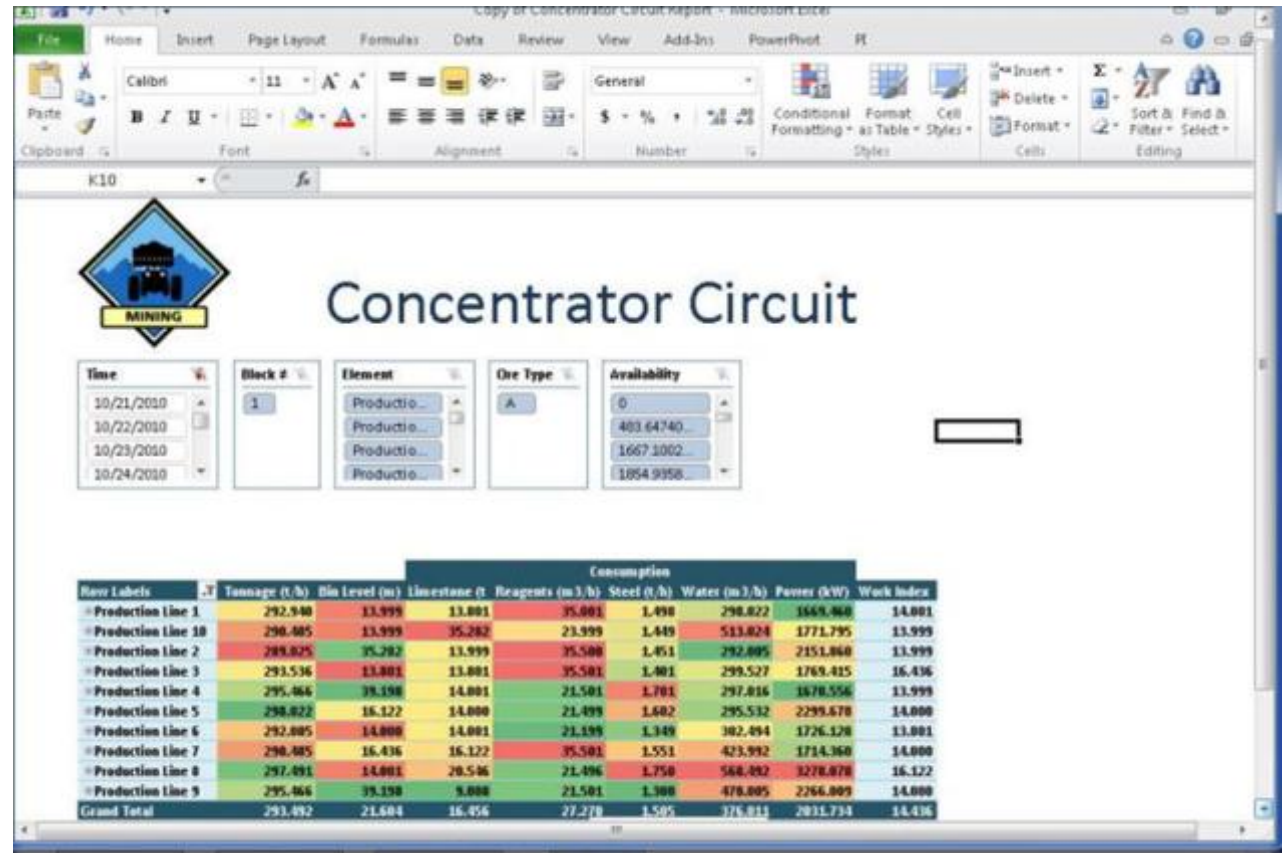 Copy of Concentrator Circuit Report - Microsoft Excel
File Home Insert Page Layout Formulas Data Review View Add-Ins PowerPivot PI
Calibri 11 A A General Insert
Paste B I U A $ % , Conditional Formatting Format as Table Cell Styles Delete Format Σ Sort & Filter Find & Select
Clipboard Font Alignment Number Styles Cells Editing
K10 fx
MINING
Concentrator Circuit
Time Block # Element Ore Type Availability
10/21/2010 1 Productio... A 0
10/22/2010 Productio... 483.64740...
10/23/2010 Productio... 1667.1002...
10/24/2010 Productio... 1854.9358...
Consumption
Row Labels Tonnage (t/h) Bin Level (m) Limestone (t Reagents (m3/h) Steel (t/h) Water (m3/h) Power (kW) Work Index
Production Line 1 292.940 13.999 13.801 35.001 1.498 298.022 1669.460 14.001
Production Line 10 290.485 13.999 35.282 23.999 1.449 513.024 1771.795 13.999
Production Line 2 289.025 35.282 13.999 35.500 1.451 292.005 2151.860 13.999
Production Line 3 293.536 13.801 13.801 35.501 1.401 299.527 1769.415 16.436
Production Line 4 295.466 39.198 14.001 21.501 1.701 297.016 1670.556 13.999
Production Line 5 298.022 16.122 14.000 21.499 1.602 295.532 2299.670 14.000
Production Line 6 292.005 14.000 14.001 21.199 1.349 302.494 1726.120 13.801
Production Line 7 290.485 16.436 16.122 35.501 1.551 423.992 1714.360 14.000
Production Line 8 297.491 14.001 20.546 21.496 1.750 560.492 3270.070 16.122
Production Line 9 295.466 39.198 9.000 21.501 1.300 470.005 2266.009 14.000
Grand Total 293.492 21.604 16.456 27.270 1.505 376.011 2031.734 14.436